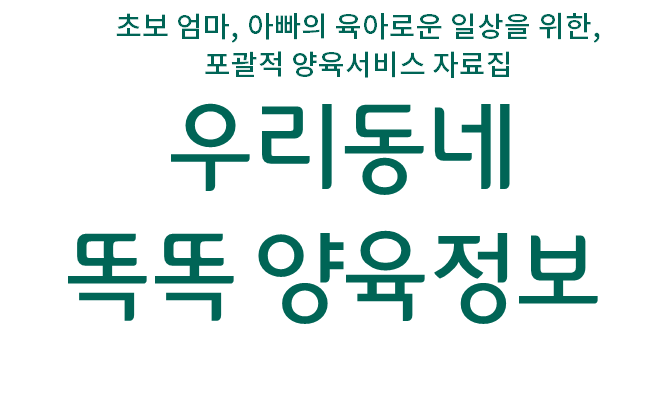 초보 엄마, 아빠의 육아로운 일상을 위한,
포괄적 양육서비스 자료집
우리동네
똑똑 양육정보